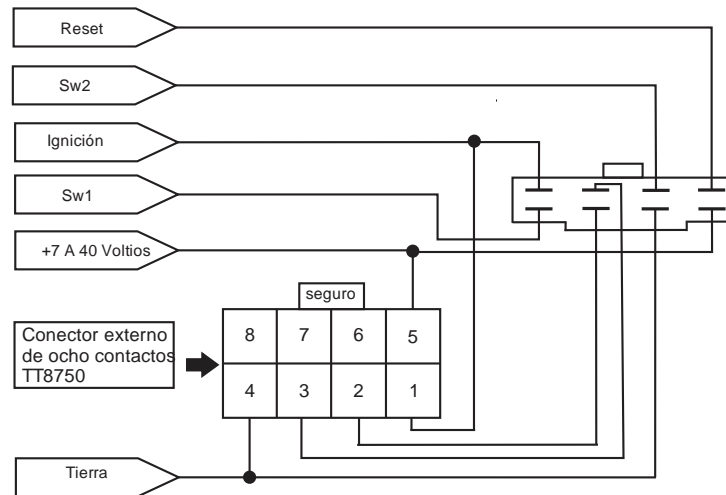 Reset
Sw2
Ignición
Sw1
+7 A 40 Voltios
seguro
8 7 6 5
Conector externo
de ocho contactos
TT8750
4 3 2 1
Tierra